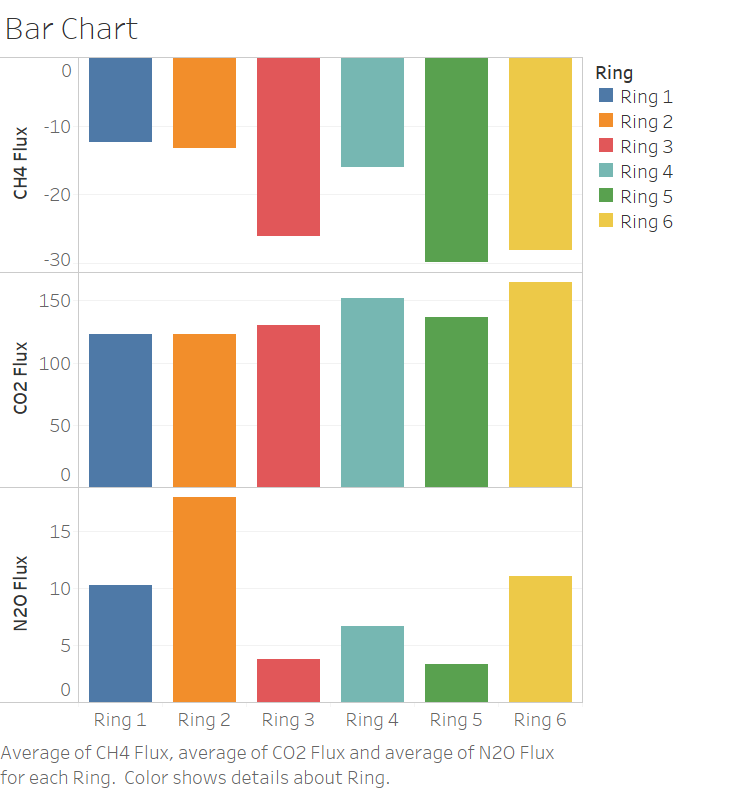 Bar Chart
0
-10
-20
-30
CH4 Flux
150
100
50
0
CO2 Flux
15
10
5
0
N2O Flux
Ring 1 Ring 2 Ring 3 Ring 4 Ring 5 Ring 6
Ring
Ring 1
Ring 2
Ring 3
Ring 4
Ring 5
Ring 6
Average of CH4 Flux, average of CO2 Flux and average of N2O Flux
for each Ring.  Color shows details about Ring.